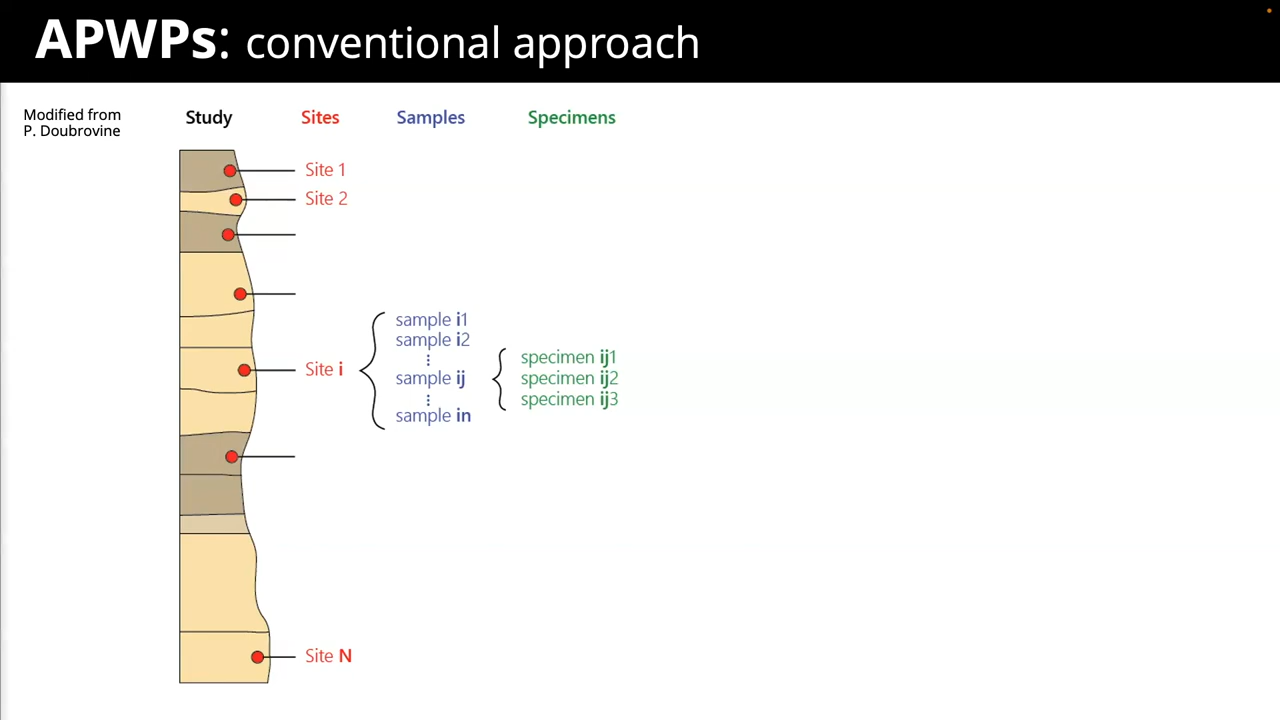 APWPs: conventional approach
Modified from
P. Doubrovine
Study
Sites
Samples
Specimens
Site 1
Site 2
Site i
Site N
sample i1
sample i2
⋮
sample ij
⋮
sample in
specimen ij1
specimen ij2
specimen ij3